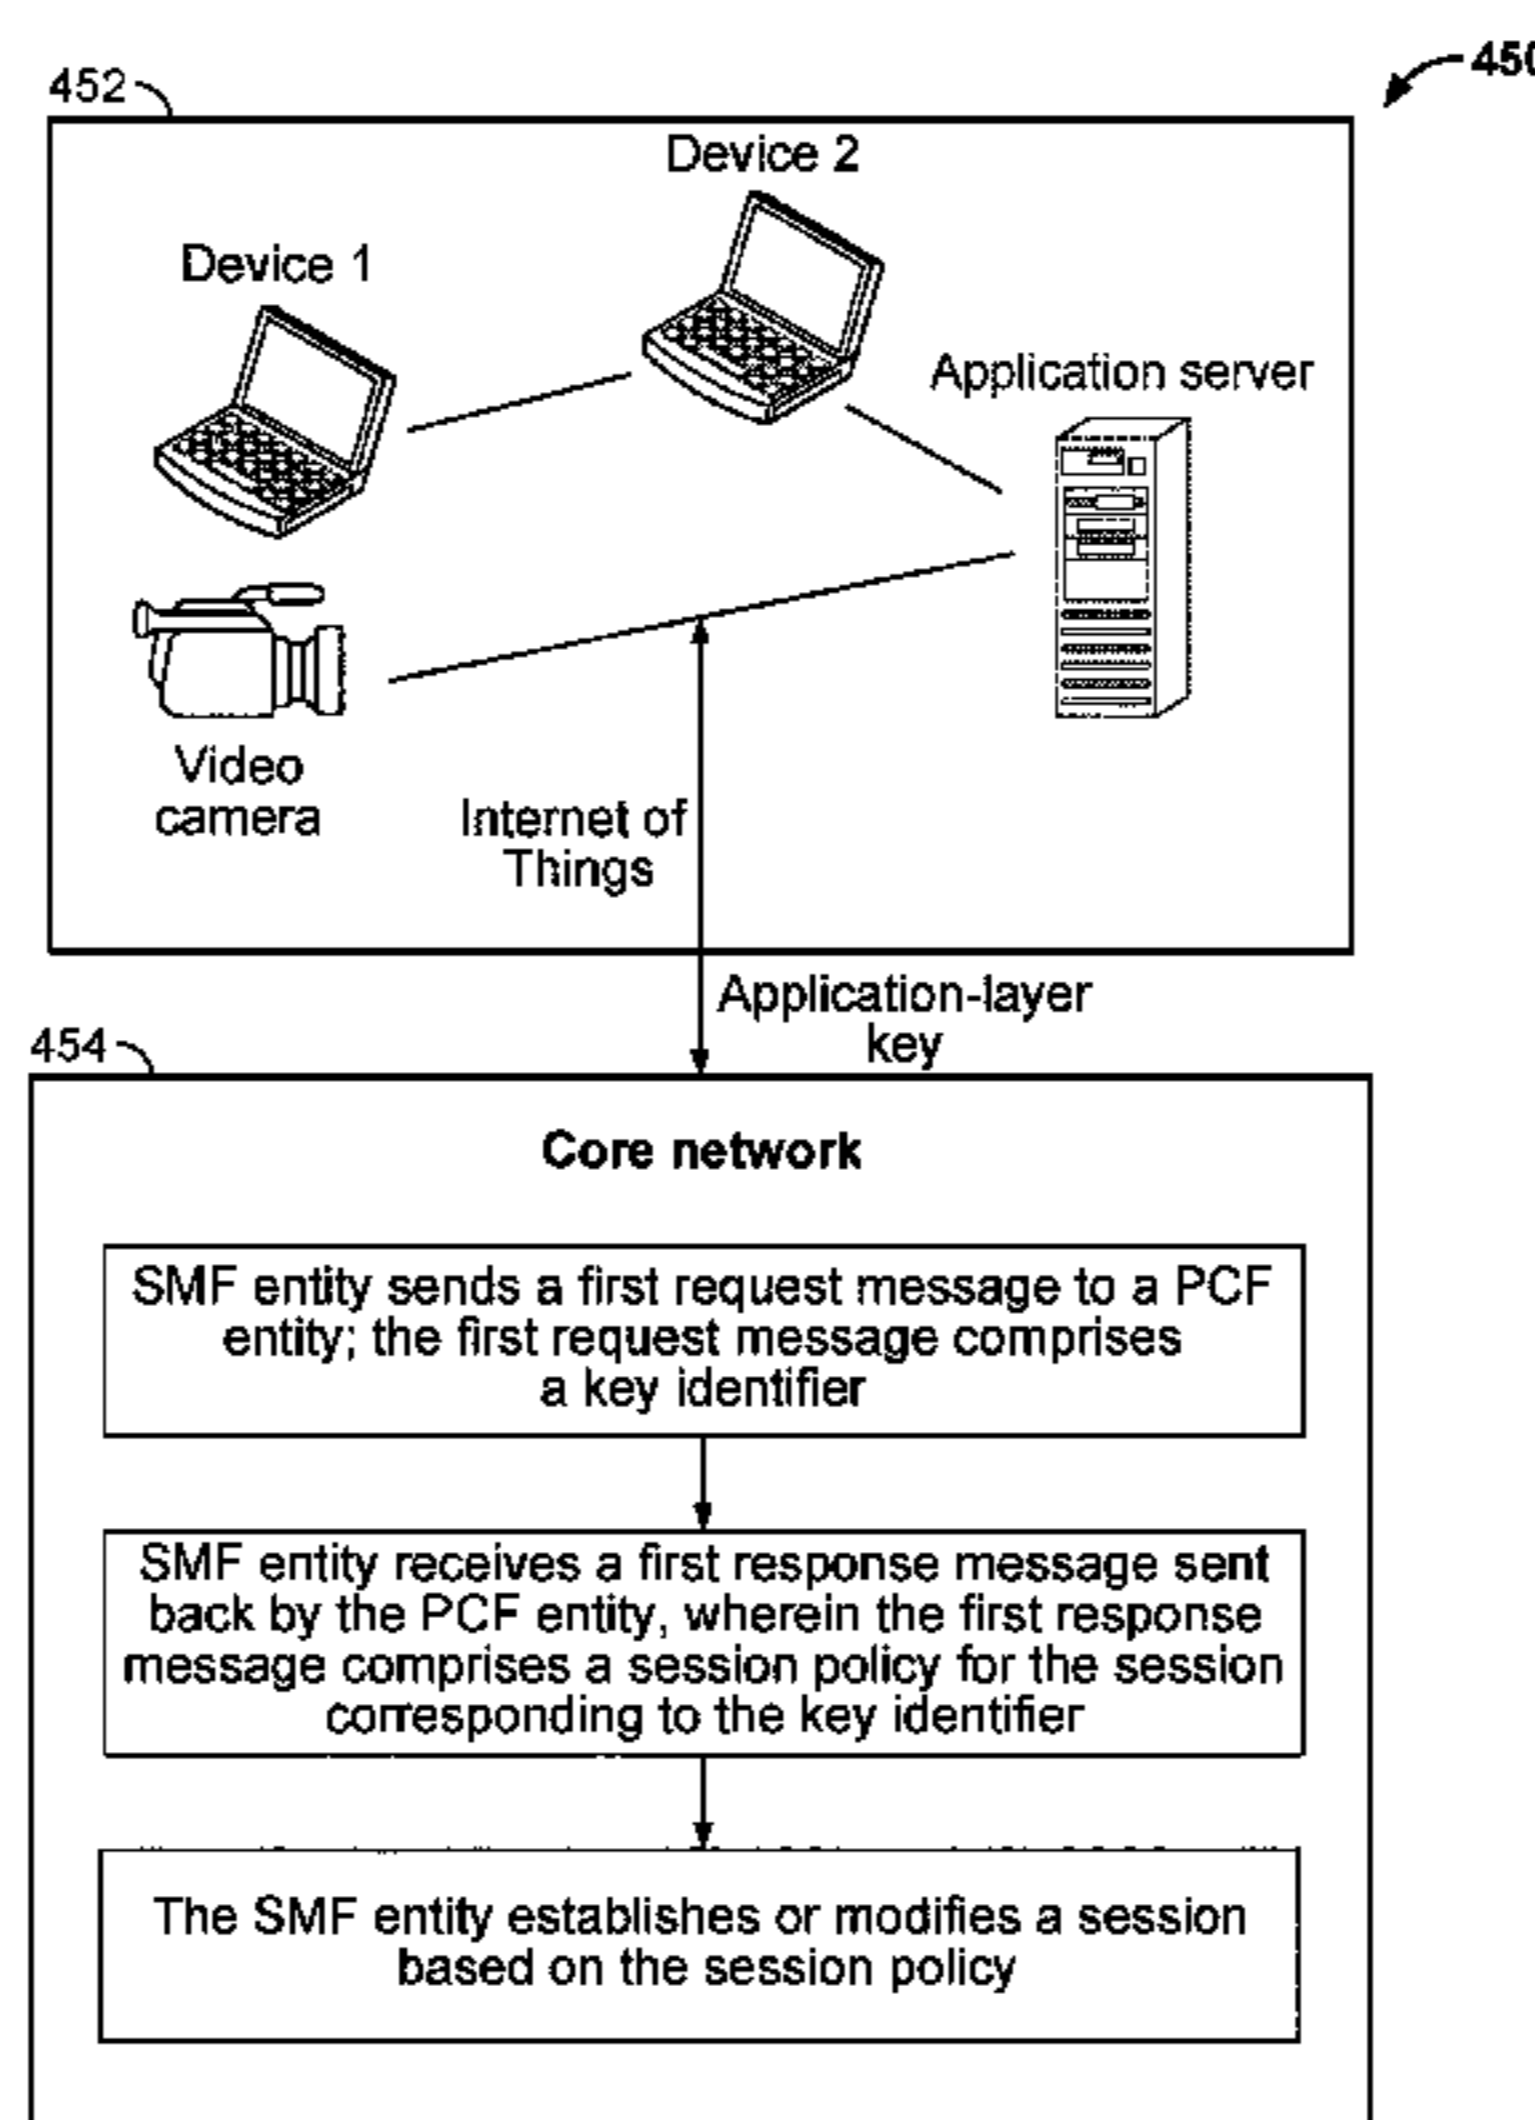 450
452
Device 2
Device 1
Application server
Video
camera
Internet of
Things
Application-layer
key
454
Core network
SMF entity sends a first request message to a PCF
entity; the first request message comprises
a key identifier
SMF entity receives a first response message sent
back by the PCF entity, wherein the first response
message comprises a session policy for the session
corresponding to the key identifier
The SMF entity establishes or modifies a session
based on the session policy